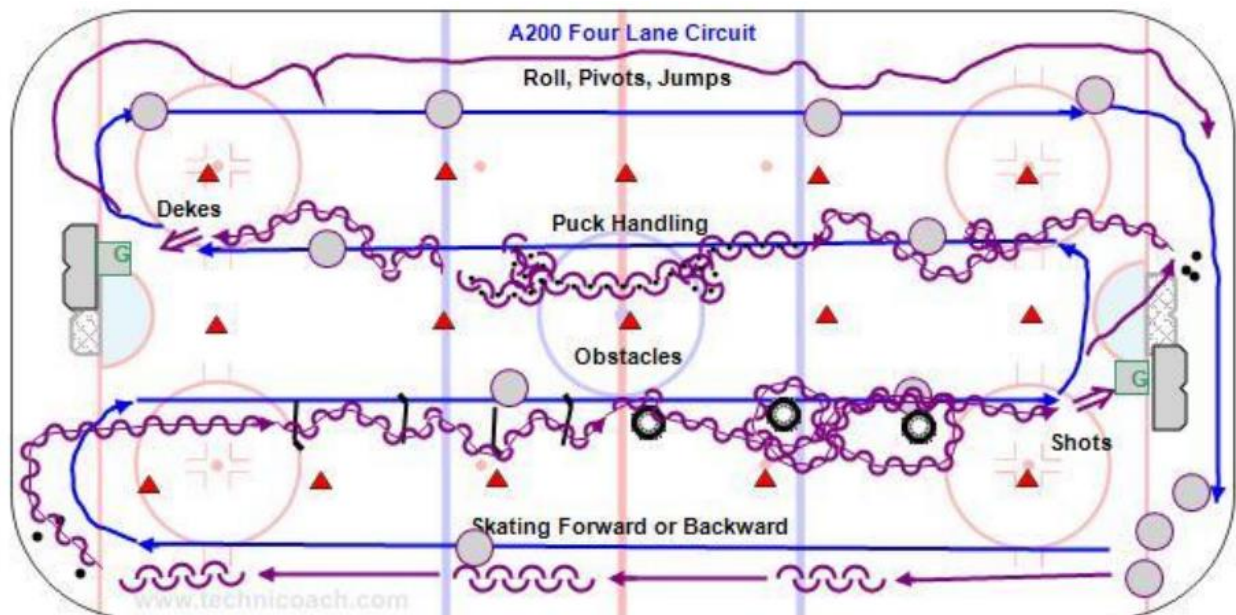 A200 Four Lane Circuit
Roll, Pivots, Jumps
Dekes
Puck Handling
G
Obstacles
G
Shots
Skating Forward or Backward
www.technicoach.com